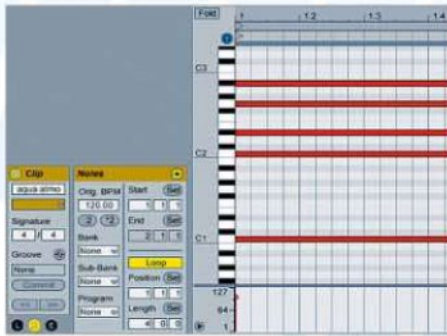 Fold
1
1.2
1.3
1.4
C3
C2
C1
Clip
Notes
aqua atmo
Orig. BPM
Start
Set
120.00
1 1 1
Signature
:2
*2
End
Set
4 / 4
2 1 1
Groove
Bank
None
Loop
None
Sub-Bank
Position
Set
Commit
None
1 1 1
<<
>>
Program
Length
Set
None
4 0 0
127
64
1
L
E